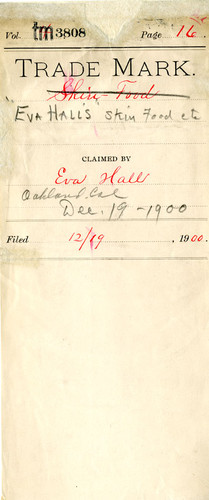 Vol. 3808 Page 16
TRADE MARK.
Skin-Food
EVA HALLS skin Food etc
CLAIMED BY
Eva Hall
Oakland Cal
Dec. 19-1900
Filed 12/19, 1900.